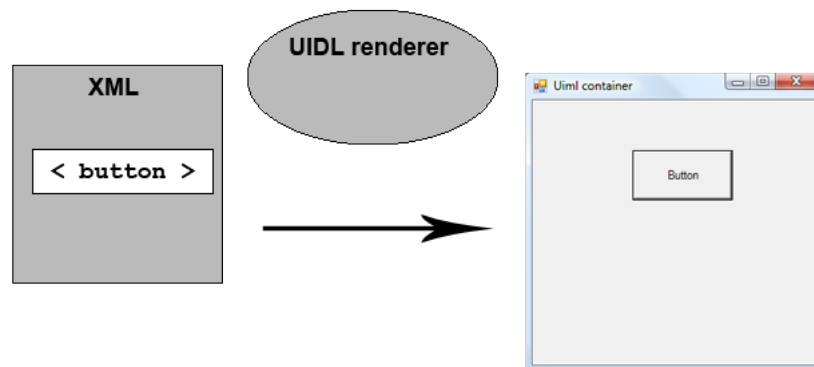 XML
< button >
UIDL renderer
Uiml container
Button